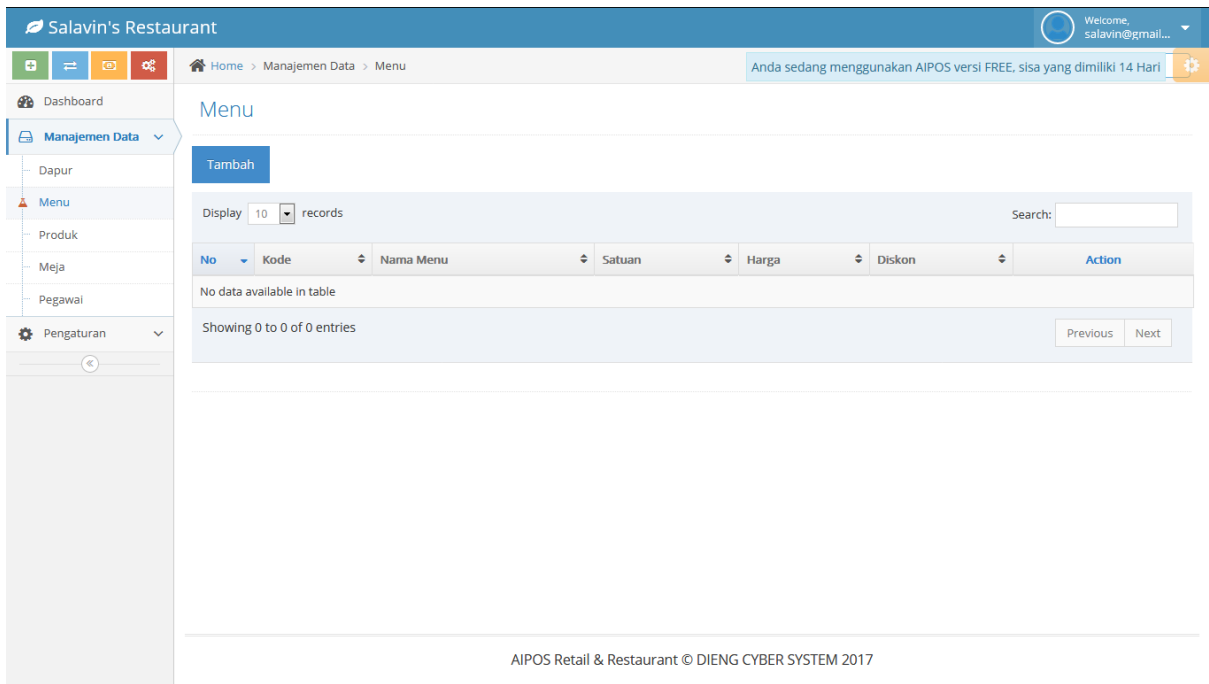 Salavin's Restaurant
Welcome,
salavin@gmail...
Home > Manajemen Data > Menu
Anda sedang menggunakan AIPOS versi FREE, sisa yang dimiliki 14 Hari
Dashboard
Manajemen Data
Dapur
Menu
Produk
Meja
Pegawai
Pengaturan
Menu
Tambah
Display 10 records
Search:
No Kode Nama Menu Satuan Harga Diskon Action
No data available in table
Showing 0 to 0 of 0 entries
Previous Next
AIPOS Retail & Restaurant © DIENG CYBER SYSTEM 2017